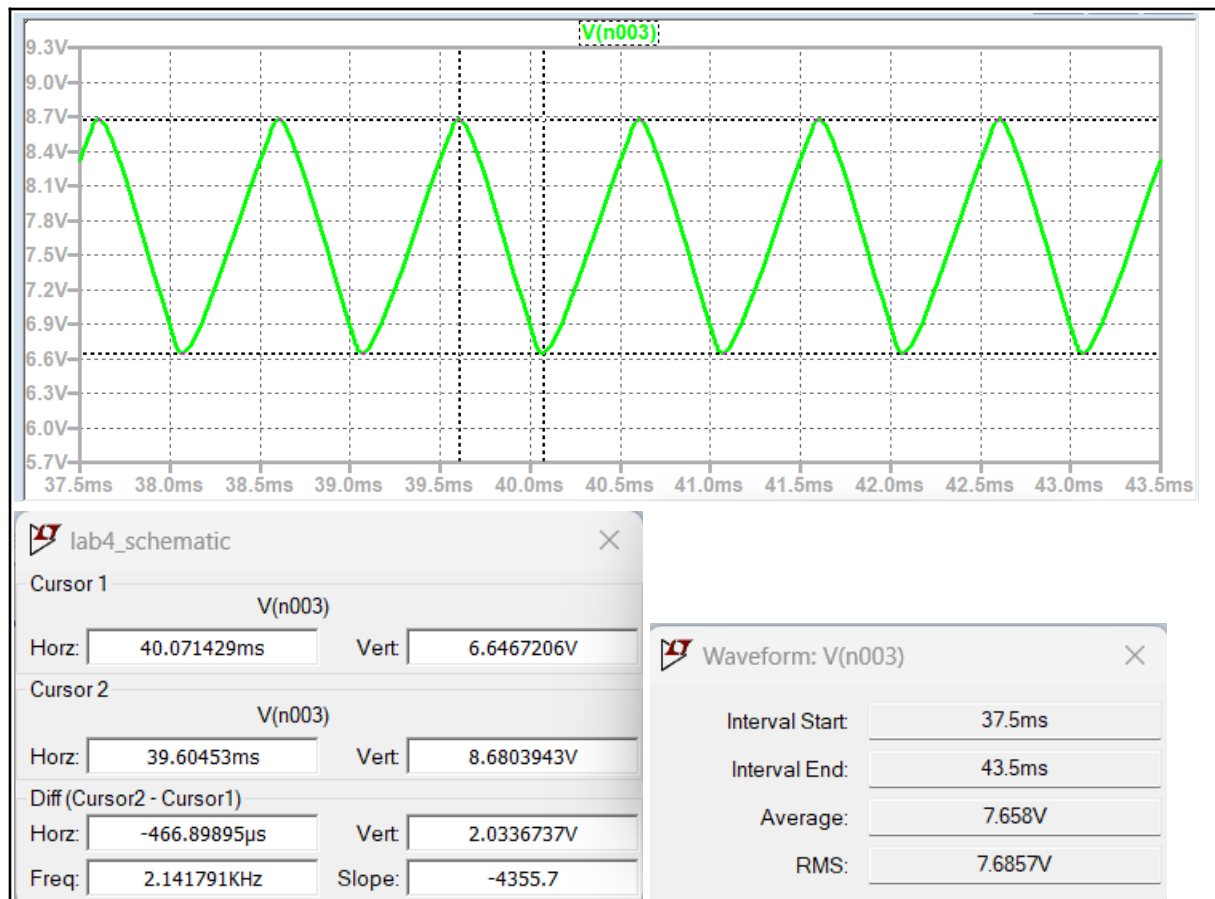 V(n003)
9.3V
9.0V
8.7V
8.4V
8.1V
7.8V
7.5V
7.2V
6.9V
6.6V
6.3V
6.0V
5.7V
37.5ms 38.0ms 38.5ms 39.0ms 39.5ms 40.0ms 40.5ms 41.0ms 41.5ms 42.0ms 42.5ms 43.0ms 43.5ms
lab4_schematic
Cursor 1
V(n003)
Horz: 40.071429ms Vert: 6.6467206V
Cursor 2
V(n003)
Horz: 39.60453ms Vert: 8.6803943V
Diff (Cursor2 - Cursor1)
Horz: -466.89895µs Vert: 2.0336737V
Freq: 2.141791KHz Slope: -4355.7
Waveform: V(n003)
Interval Start: 37.5ms
Interval End: 43.5ms
Average: 7.658V
RMS: 7.6857V